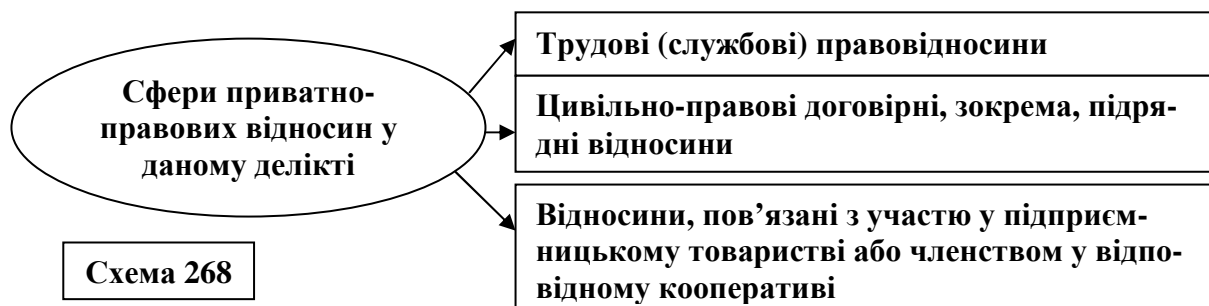 Сфери приватно-
правових відносин у
даному делікті
Трудові (службові) правовідносини
Цивільно-правові договірні, зокрема, підря-
дні відносини
Відносини, пов’язані з участю у підприєм-
ницькому товаристві або членством у відпо-
відному кооперативі
Схема 268